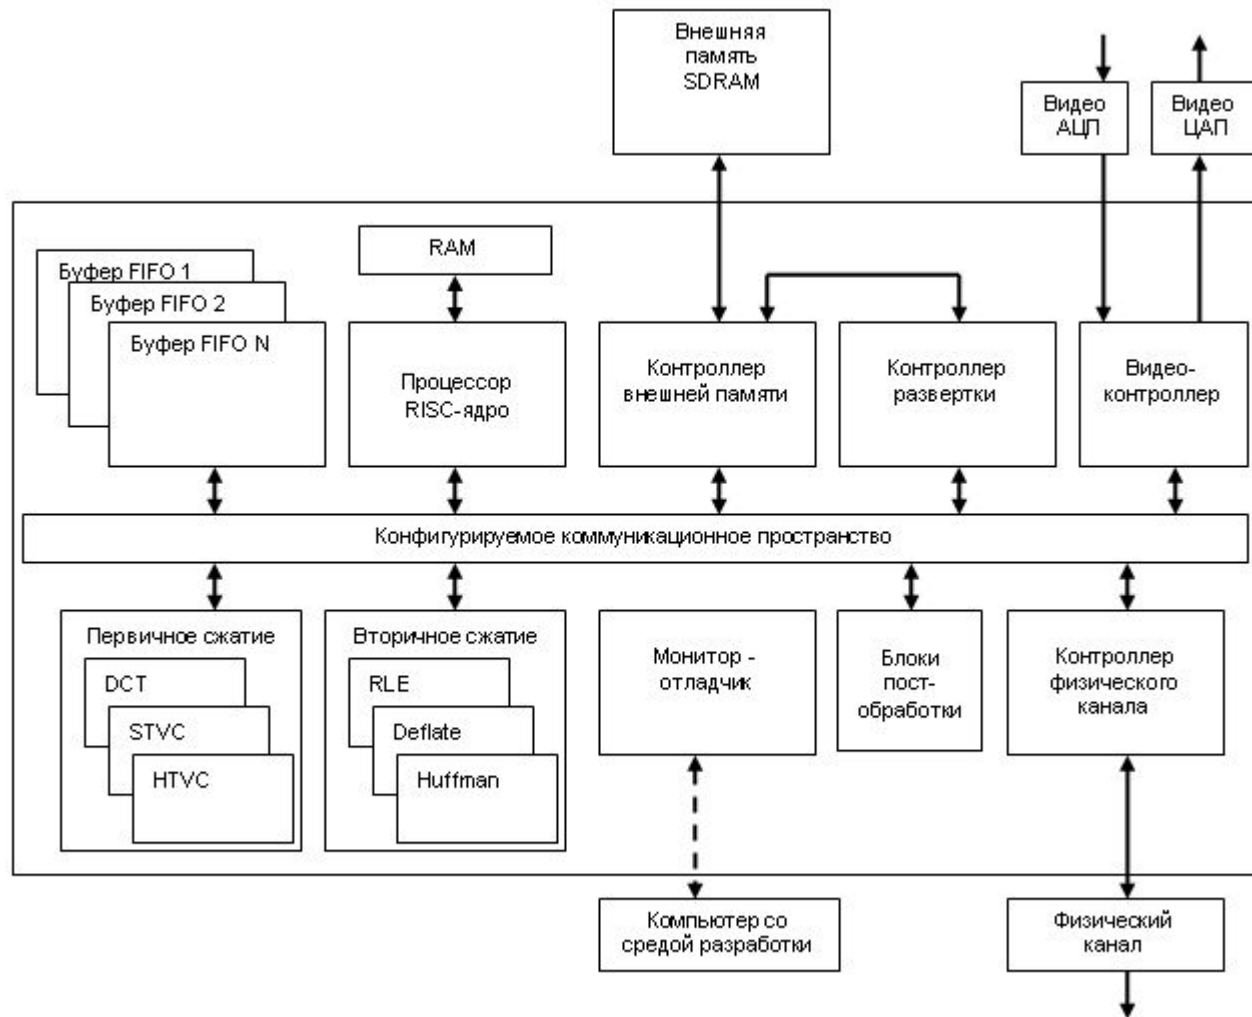 Внешняя
память
SDRAM
Видео
АЦП
Видео
ЦАП
RAM
Буфер FIFO 1
Буфер FIFO 2
Буфер FIFO N
Процессор
RISC-ядро
Контроллер
внешней памяти
Контроллер
развертки
Видео-
контроллер
Конфигурируемое коммуникационное пространство
Первичное сжатие
DCT
STVC
HTVC
Вторичное сжатие
RLE
Deflate
Huffman
Монитор -
отладчик
Блоки
пост-
обработки
Контроллер
физического
канала
Компьютер со
средой разработки
Физический
канал